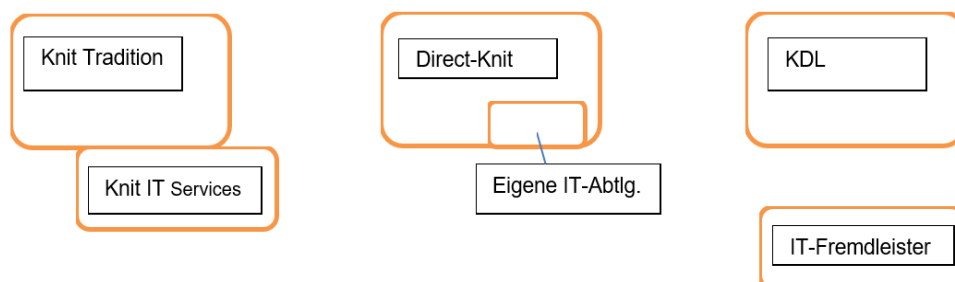 Knit Tradition
Direct-Knit
KDL
Knit IT Services
Eigene IT-Abtlg.
IT-Fremdleister